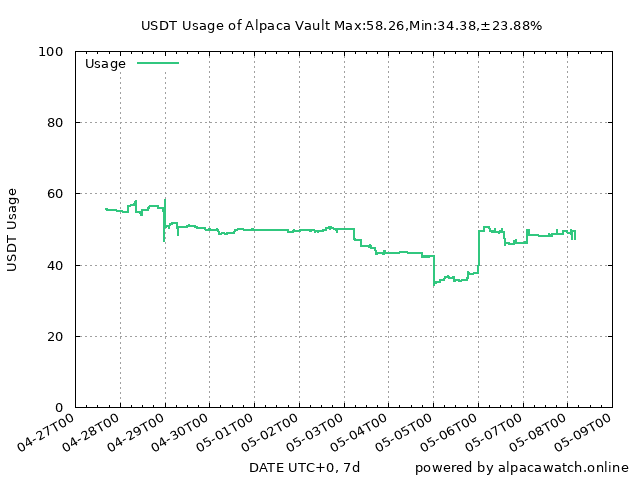 USDT Usage of Alpaca Vault Max:58.26,Min:34.38,±23.88%
Usage
USDT Usage
100
80
60
40
20
0
04-27T00
04-28T00
04-29T00
04-30T00
05-01T00
05-02T00
05-03T00
05-04T00
05-05T00
05-06T00
05-07T00
05-08T00
05-09T00
DATE UTC+0, 7d
powered by alpacawatch.online